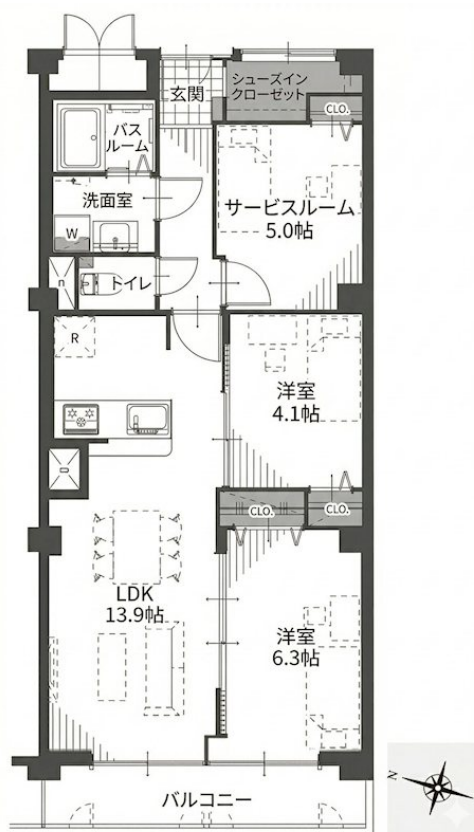 玄関
シューズイン
クローゼット
CLO.
バス
ルーム
洗面室
W
サービスルーム
5.0帖
トイレ
R
洋室
4.1帖
CLO.
CLO.
LDK
13.9帖
洋室
6.3帖
バルコニー
N